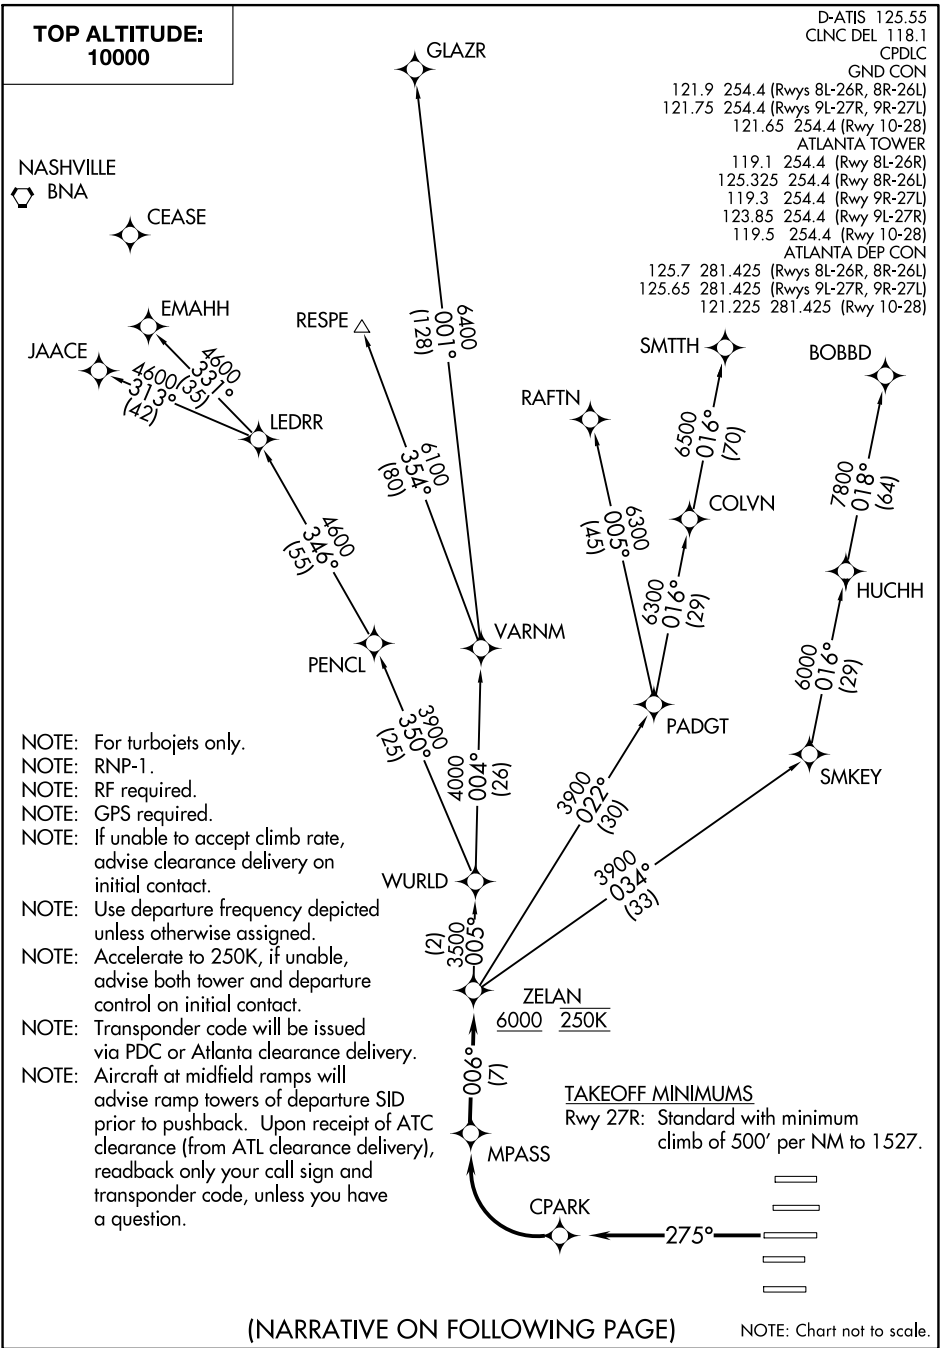 TOP ALTITUDE:
10000
D-ATIS 125.55
CLNC DEL 118.1
CPDLC
GND CON
121.9 254.4 (Rwys 8L-26R, 8R-26L)
121.75 254.4 (Rwys 9L-27R, 9R-27L)
121.65 254.4 (Rwy 10-28)
ATLANTA TOWER
119.1 254.4 (Rwy 8L-26R)
125.325 254.4 (Rwy 8R-26L)
119.3 254.4 (Rwy 9R-27L)
123.85 254.4 (Rwy 9L-27R)
119.5 254.4 (Rwy 10-28)
ATLANTA DEP CON
125.7 281.425 (Rwys 8L-26R, 8R-26L)
125.65 281.425 (Rwys 9L-27R, 9R-27L)
121.225 281.425 (Rwy 10-28)
GLAZR
NASHVILLE
BNA
CEASE
EMAHH
JAACE
4600
331°
(35)
4600
313°
(42)
LEDRR
RESPE
6400
001°
(128)
6100
354°
(80)
SMTTH
BOBBD
RAFTN
6500
016°
(70)
7800
018°
(64)
COLVN
6300
005°
(45)
6300
016°
(29)
HUCHH
6000
016°
(29)
4600
346°
(55)
PENCL
VARNM
PADGT
SMKEY
3900
350°
(25)
4000
004°
(26)
3900
022°
(30)
3900
034°
(33)
WURLD
(2)
3500
005°
ZELAN
6000 250K
006°
(7)
MPASS
CPARK
275°
NOTE: For turbojets only.
NOTE: RNP-1.
NOTE: RF required.
NOTE: GPS required.
NOTE: If unable to accept climb rate,
advise clearance delivery on
initial contact.
NOTE: Use departure frequency depicted
unless otherwise assigned.
NOTE: Accelerate to 250K, if unable,
advise both tower and departure
control on initial contact.
NOTE: Transponder code will be issued
via PDC or Atlanta clearance delivery.
NOTE: Aircraft at midfield ramps will
advise ramp towers of departure SID
prior to pushback. Upon receipt of ATC
clearance (from ATL clearance delivery),
readback only your call sign and
transponder code, unless you have
a question.
TAKEOFF MINIMUMS
Rwy 27R: Standard with minimum
climb of 500' per NM to 1527.
(NARRATIVE ON FOLLOWING PAGE)
NOTE: Chart not to scale.